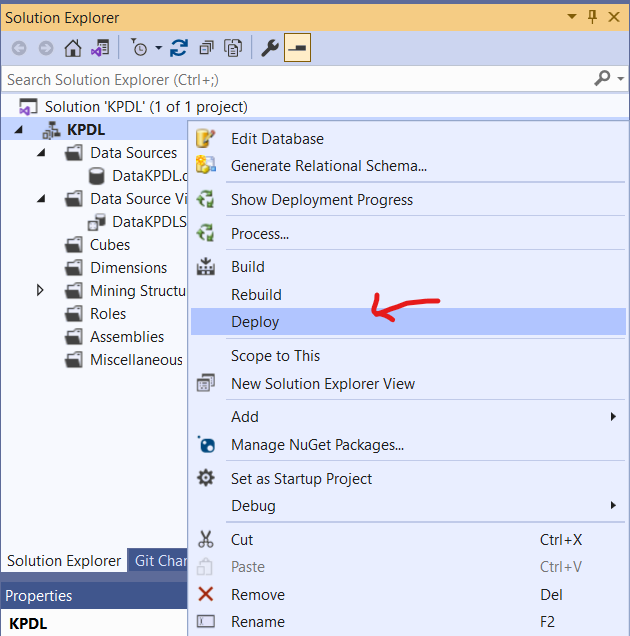 Solution Explorer
Search Solution Explorer (Ctrl+;)
Solution 'KPDL' (1 of 1 project)
KPDL
Data Sources
DataKPDL.
Data Source Vi
DataKPDLS
Cubes
Dimensions
Mining Structu
Roles
Assemblies
Miscellaneous
Edit Database
Generate Relational Schema...
Show Deployment Progress
Process...
Build
Rebuild
Deploy
Scope to This
New Solution Explorer View
Add
Manage NuGet Packages...
Set as Startup Project
Debug
Cut Ctrl+X
Paste Ctrl+V
Remove Del
Rename F2
Solution Explorer Git Char
Properties
KPDL